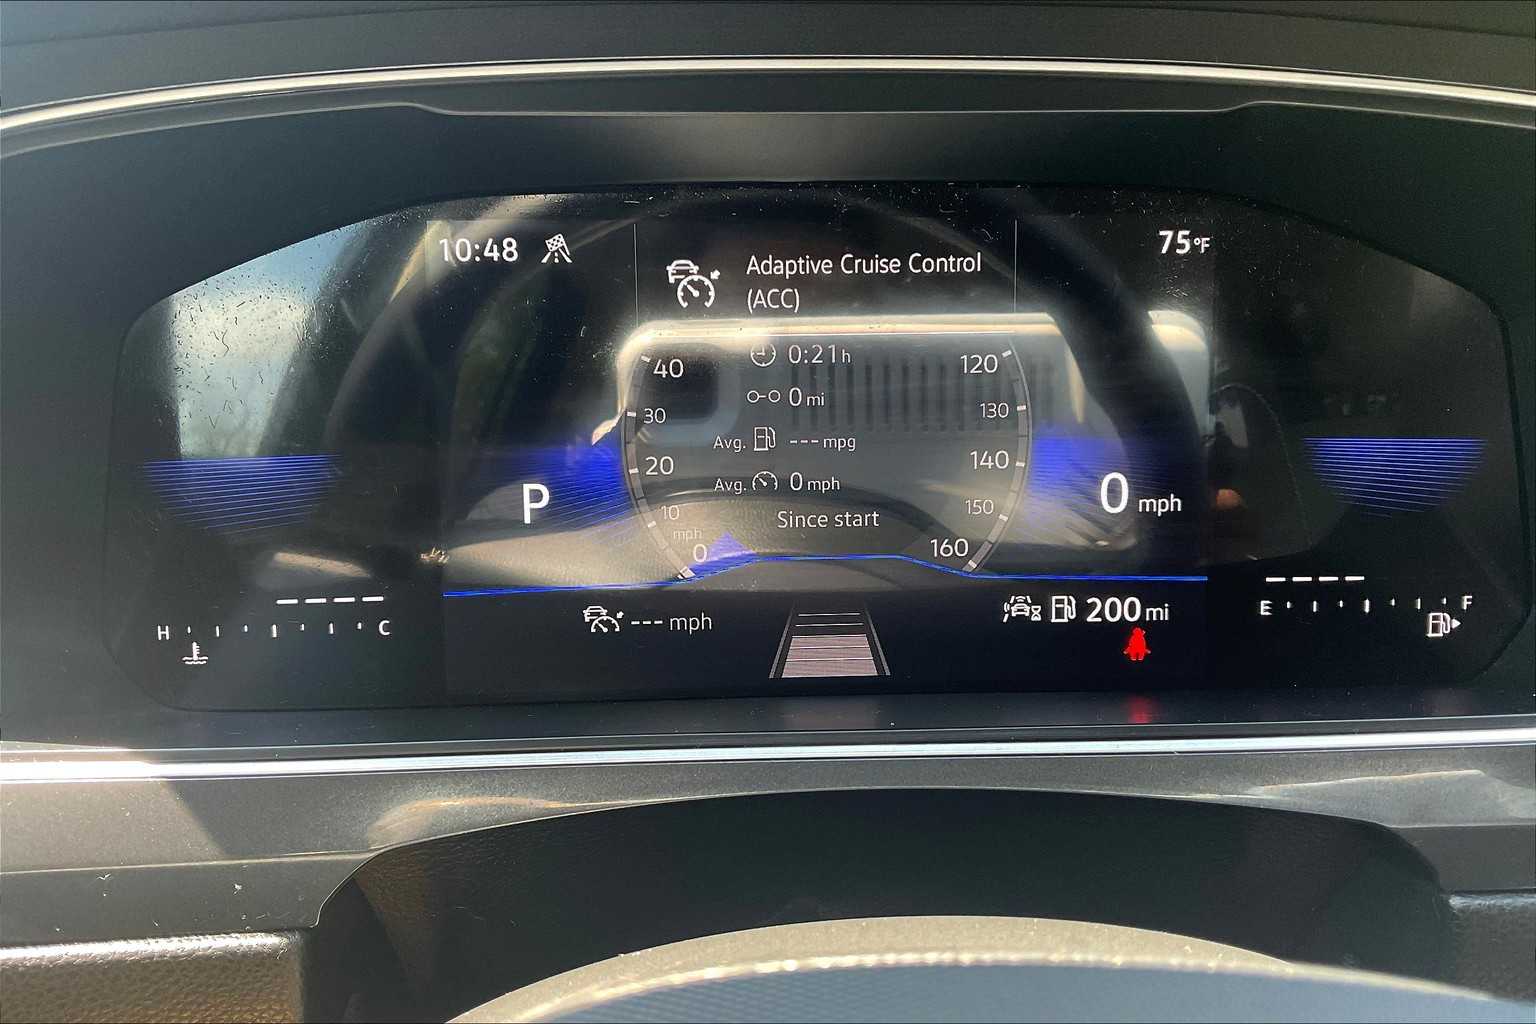 10:48
75°F
Adaptive Cruise Control
(ACC)
0:21 h
0 mi
Avg. --- mpg
Avg. 0 mph
Since start
40
30
20
10
mph
0
120
130
140
150
160
P
0 mph
--- mph
200 mi
H C
E F